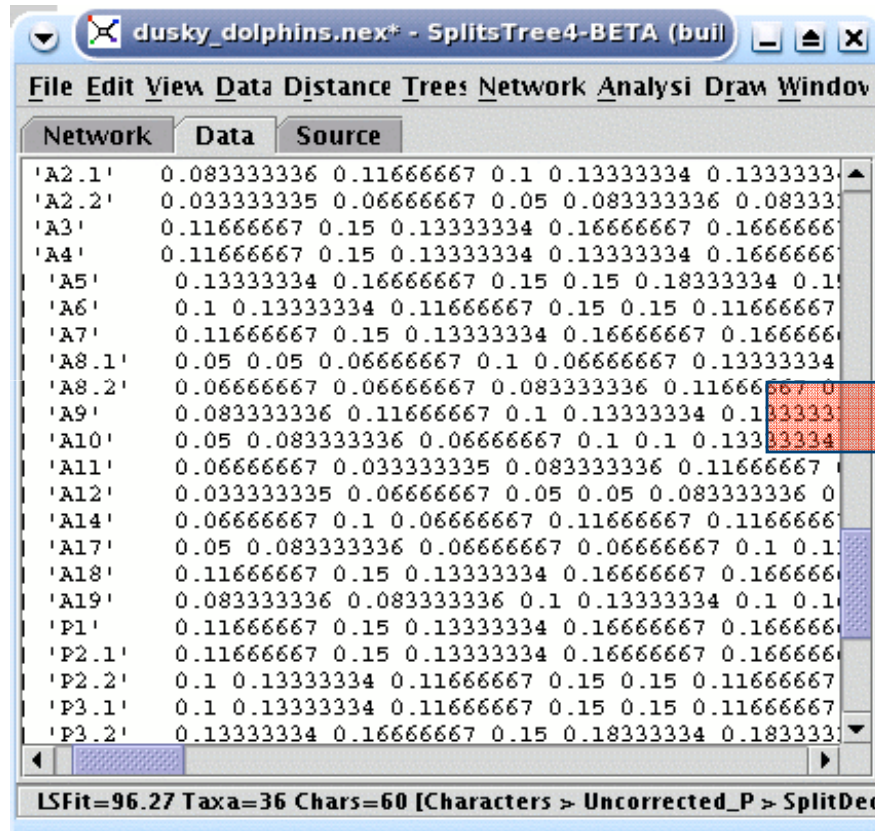 dusky_dolphins.nex* - SplitsTree4-BETA (buil
File Edit View Data Distance Trees Network Analysi Draw Window
Network Data Source
'A2.1' 0.083333336 0.11666667 0.1 0.13333334 0.1333333
'A2.2' 0.033333335 0.06666667 0.05 0.083333336 0.08333
'A3' 0.11666667 0.15 0.13333334 0.16666667 0.1666666
'A4' 0.11666667 0.15 0.13333334 0.13333334 0.1666666
'A5' 0.13333334 0.16666667 0.15 0.15 0.18333334 0.1
'A6' 0.1 0.13333334 0.11666667 0.15 0.15 0.11666667
'A7' 0.11666667 0.15 0.13333334 0.16666667 0.166666
'A8.1' 0.05 0.05 0.06666667 0.1 0.06666667 0.13333334
'A8.2' 0.06666667 0.06666667 0.083333336 0.11666667 0
'A9' 0.083333336 0.11666667 0.1 0.13333334 0.133333
'A10' 0.05 0.083333336 0.06666667 0.1 0.1 0.13333334
'A11' 0.06666667 0.033333335 0.083333336 0.11666667
'A12' 0.033333335 0.06666667 0.05 0.05 0.083333336 0
'A14' 0.06666667 0.1 0.06666667 0.11666667 0.1166666
'A17' 0.05 0.083333336 0.06666667 0.06666667 0.1 0.1
'A18' 0.11666667 0.15 0.13333334 0.16666667 0.166666
'A19' 0.083333336 0.083333336 0.1 0.13333334 0.1 0.1
'P1' 0.11666667 0.15 0.13333334 0.16666667 0.166666
'P2.1' 0.11666667 0.15 0.13333334 0.16666667 0.166666
'P2.2' 0.1 0.13333334 0.11666667 0.15 0.15 0.11666667
'P3.1' 0.1 0.13333334 0.11666667 0.15 0.15 0.11666667
'P3.2' 0.13333334 0.16666667 0.15 0.18333334 0.183333
LSFit=96.27 Taxa=36 Chars=60 [Characters > Uncorrected_P > SplitDe